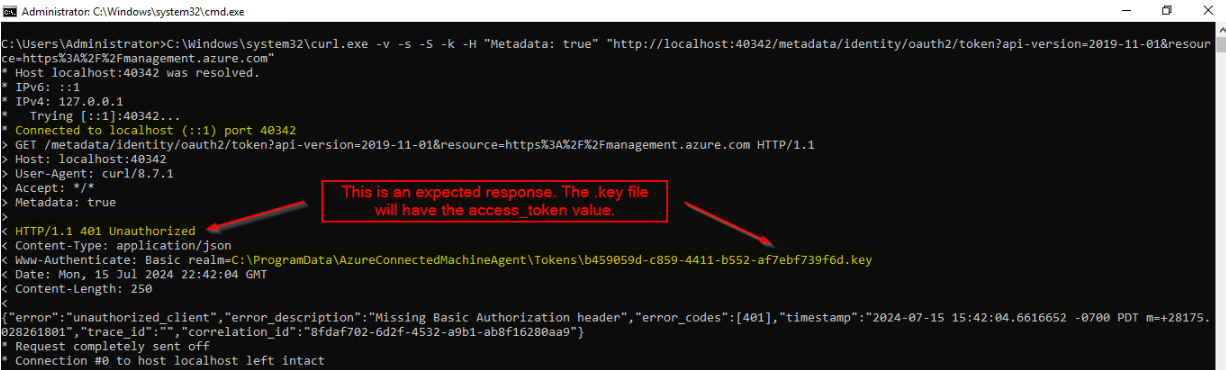 Administrator: C:\Windows\system32\cmd.exe
C:\Users\Administrator>C:\Windows\system32\curl.exe -v -s -S -k -H "Metadata: true" "http://localhost:40342/metadata/identity/oauth2/token?api-version=2019-11-01&resour
ce=https%3A%2F%2Fmanagement.azure.com"
* Host localhost:40342 was resolved.
* IPv6: ::1
* IPv4: 127.0.0.1
*   Trying [::1]:40342...
* Connected to localhost (::1) port 40342
> GET /metadata/identity/oauth2/token?api-version=2019-11-01&resource=https%3A%2F%2Fmanagement.azure.com HTTP/1.1
> Host: localhost:40342
> User-Agent: curl/8.7.1
> Accept: */*
> Metadata: true
>
This is an expected response. The .key file
will have the access_token value.
< HTTP/1.1 401 Unauthorized
< Content-Type: application/json
< Www-Authenticate: Basic realm=C:\ProgramData\AzureConnectedMachineAgent\Tokens\b459059d-c859-4411-b552-af7ebf739f6d.key
< Date: Mon, 15 Jul 2024 22:42:04 GMT
< Content-Length: 250
<
{"error":"unauthorized_client","error_description":"Missing Basic Authorization header","error_codes":[401],"timestamp":"2024-07-15 15:42:04.6616652 -0700 PDT m=+28175.
028261801","trace_id":"","correlation_id":"8fdaf702-6d2f-4532-a9b1-ab8f16280aa9"}
* Request completely sent off
* Connection #0 to host localhost left intact